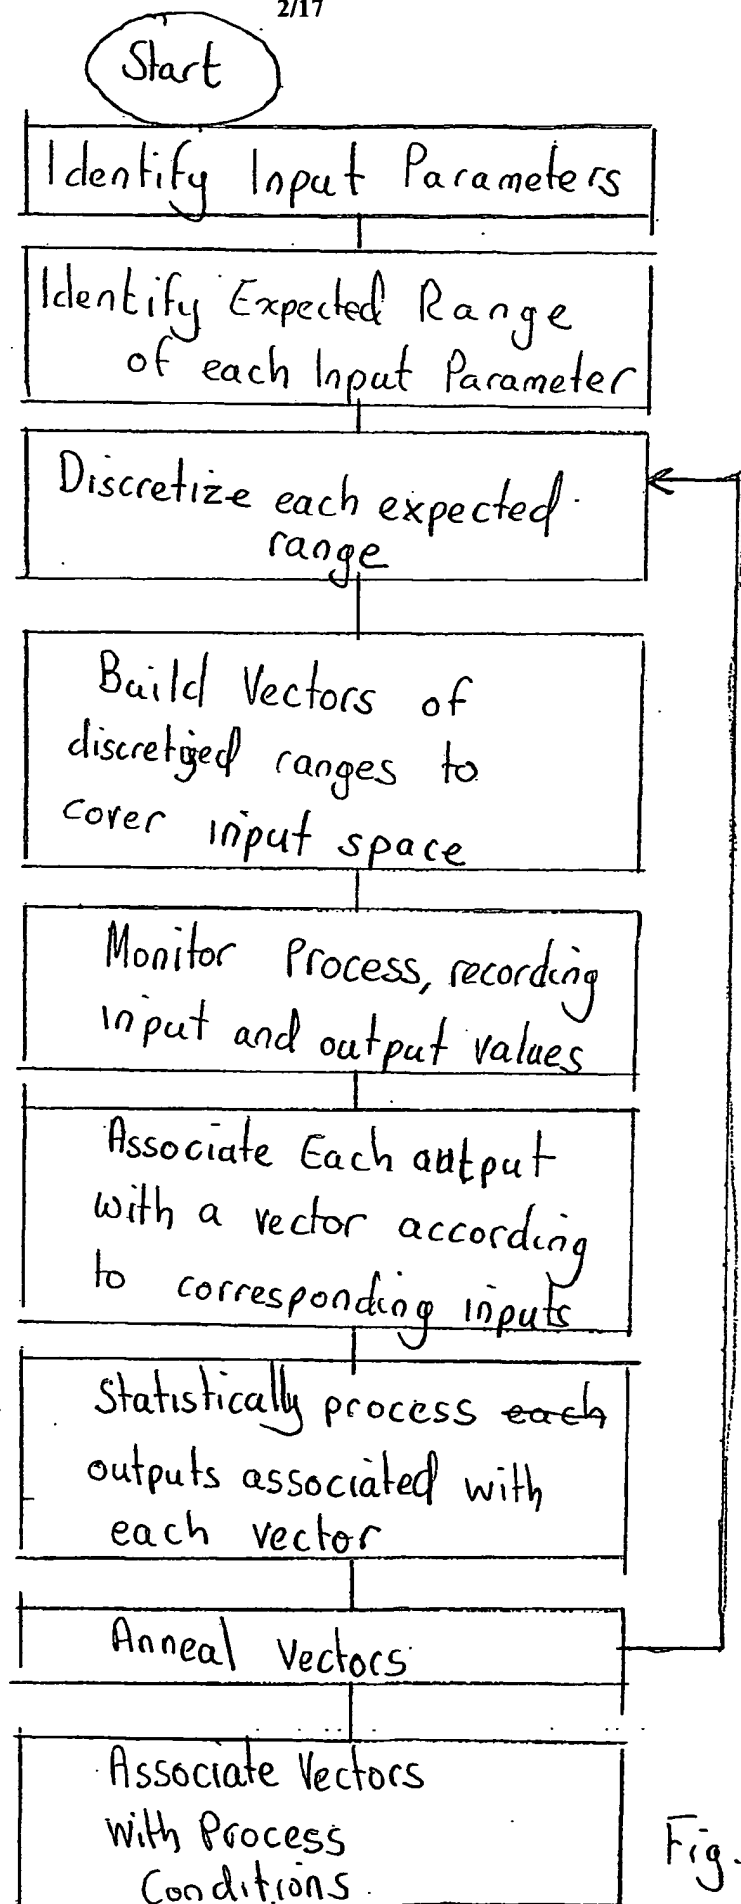 2/17
Start
Identify Input Parameters
Identify Expected Range
of each Input Parameter
Discretize each expected
range
Build Vectors of
discretized ranges to
cover input space
Monitor Process, recording
input and output values
Associate Each output
with a vector according
to corresponding inputs
Statistically process each
outputs associated with
each vector
Anneal Vectors
Associate Vectors
with Process
Conditions
Fig.